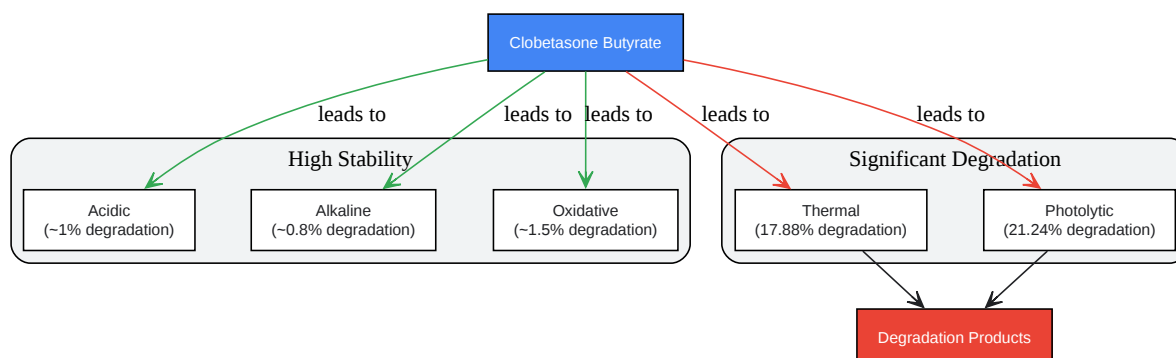 Clobetasone Butyrate
leads to
leads to
leads to
leads to
leads to
High Stability
Significant Degradation
Acidic
(~1% degradation)
Alkaline
(~0.8% degradation)
Oxidative
(~1.5% degradation)
Thermal
(17.88% degradation)
Photolytic
(21.24% degradation)
Degradation Products